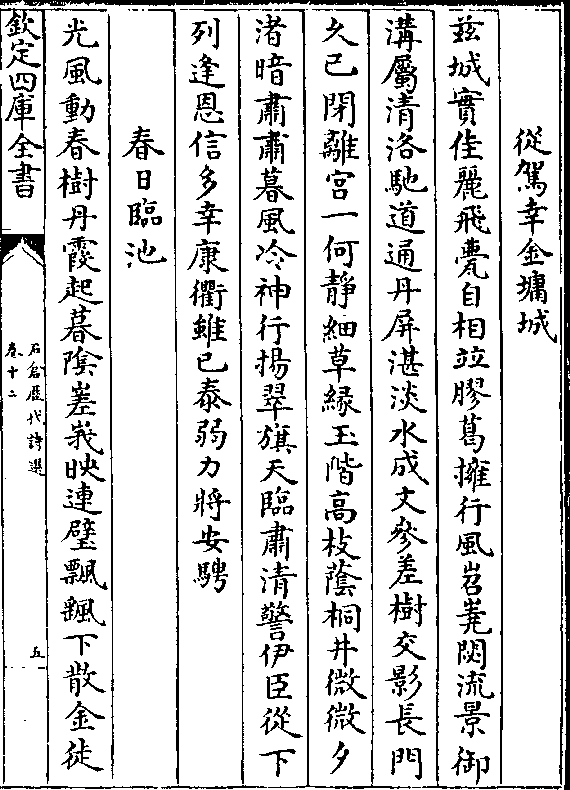 從駕幸金墉城
茲城實佳麗飛甍自相竝膠葛擁行風岧嶤閟流景御
溝屬清洛馳道通丹屏湛淡水成文參差樹交影長門
久已閉離宮一何靜細草緣玉階高枝蔭桐井微微夕
渚暗肅肅暮風冷神行揚翠旗天臨肅清警伊臣從下
列逢恩信多幸康衢雖已泰弱力將安騁
春日臨池
光風動春樹丹霞起暮陰嵳峩映連璧飄颻下散金徒
欽定四庫全書
石倉歷代詩選
卷十二
五